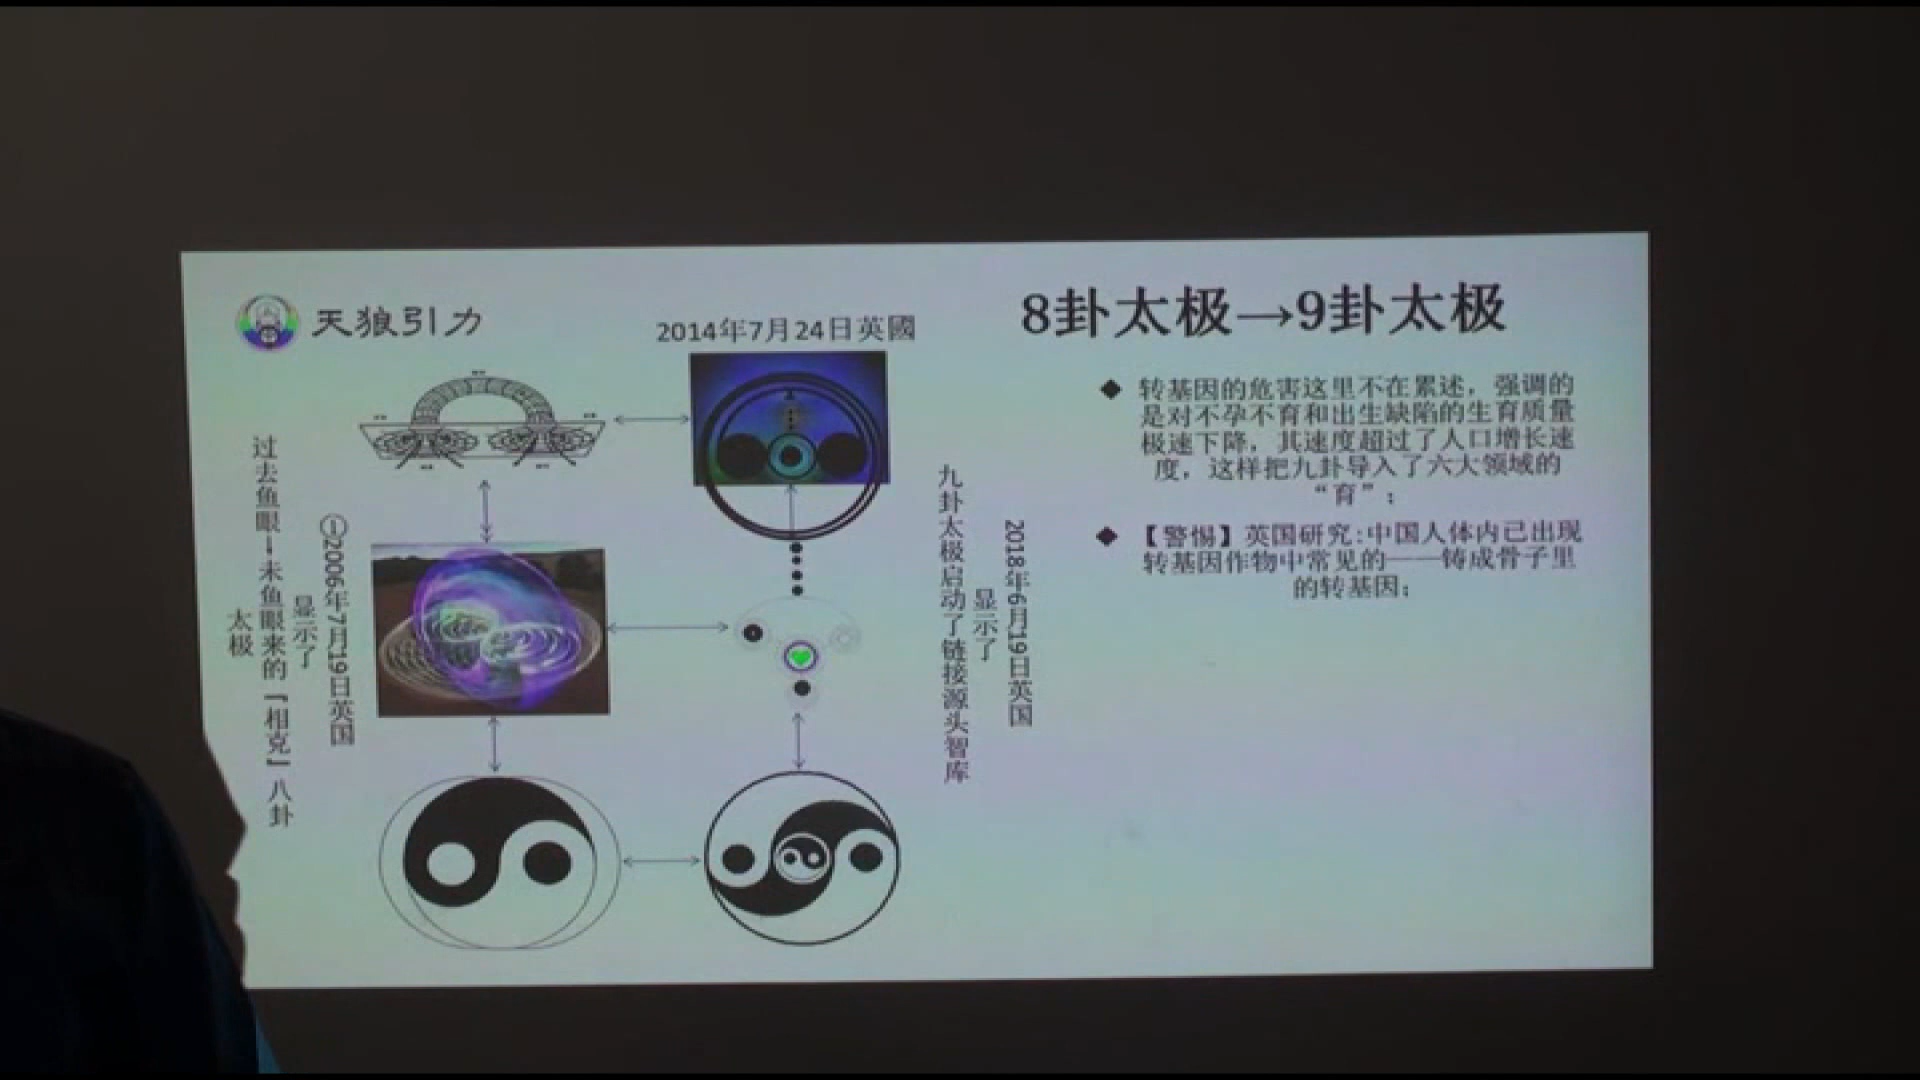 天狼引力
2014年7月24日英國
8卦太极→9卦太极
转基因的危害这里不在累述，强调的
是对不孕不育和出生缺陷的生育质量
极速下降，其速度超过了人口增长速
度，这样把九卦导入了六大领域的
“育”；
【警惕】英国研究:中国人体内已出现
转基因作物中常见的——铸成骨子里
的转基因；
①2006年7月19日英国
显示了
过去鱼眼→未鱼眼来的『相克』八卦
太极
2018年6月19日英国
显示了
九卦太极启动了链接源头智库